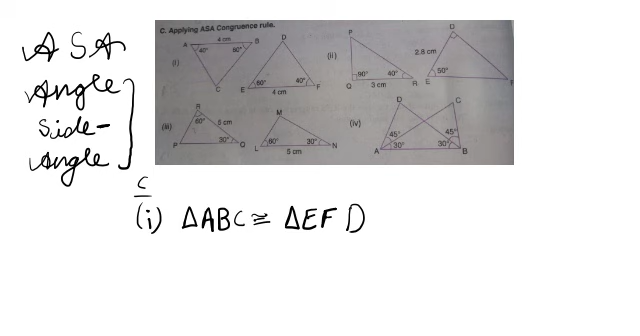 ASA
Angle
Side-
Angle
C. Applying ASA Congruence rule.
(i)
A 4 cm B
40° 60°
C
D
60° 40°
E 4 cm F
(ii)
P
90° 40°
Q 3 cm R
D
2.8 cm
50°
E
(iii)
R
60° 5 cm
30°
P Q
M
60° 30°
L 5 cm N
(iv)
D C
45° 45°
30° 30°
A B
C
(i) ΔABC ≅ ΔEFD